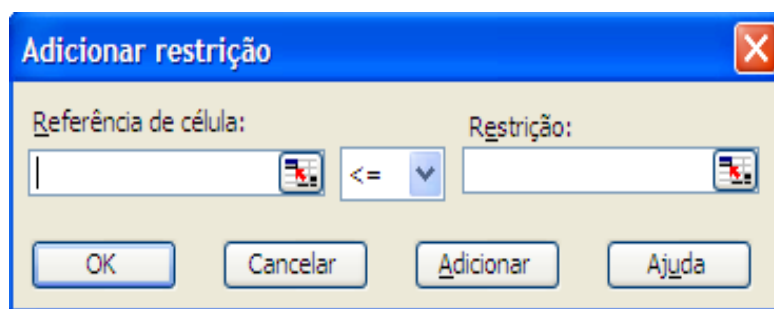 Adicionar restrição
Referência de célula: Restrição:
<=
OK Cancelar Adicionar Ajuda